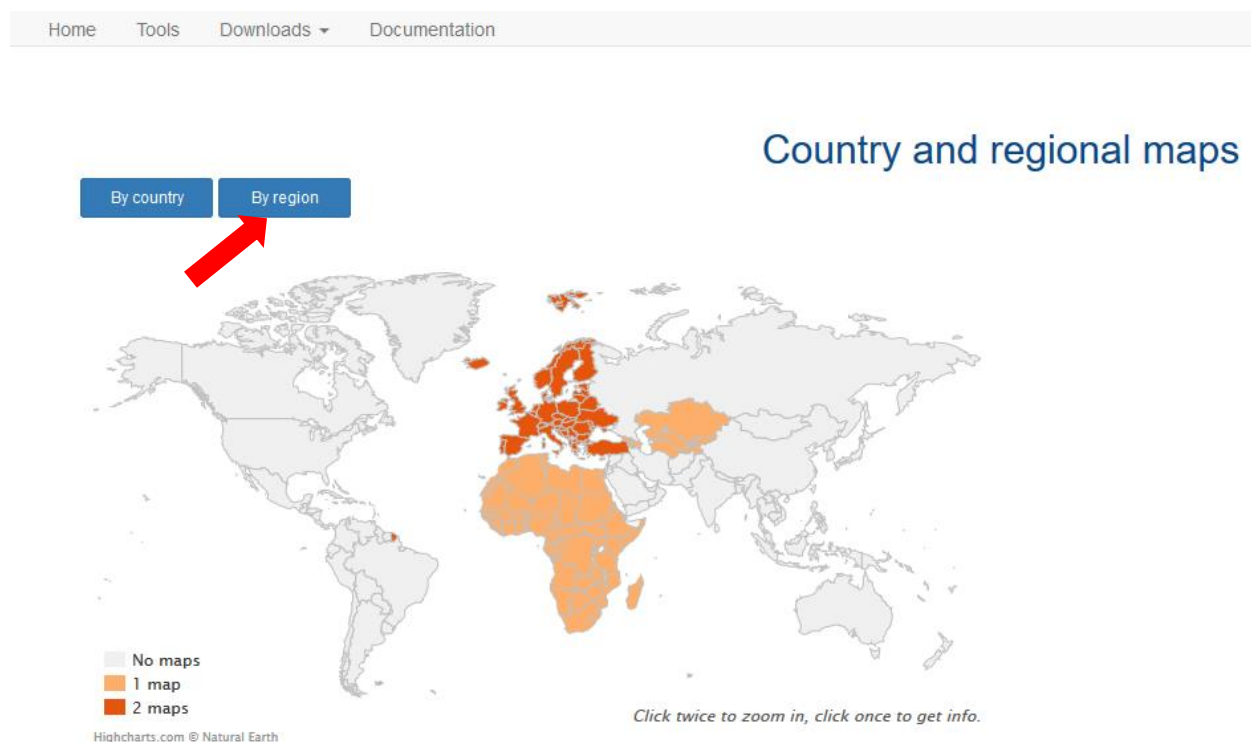 Home Tools Downloads Documentation
Country and regional maps
By country By region
No maps
1 map
2 maps
Click twice to zoom in, click once to get info.
Highcharts.com © Natural Earth